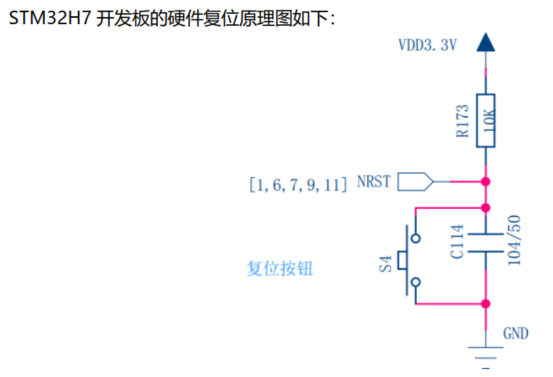 STM32H7 开发板的硬件复位原理图如下：
VDD3.3V
R173
10K
[1,6,7,9,11] NRST
S4
C114
104/50
复位按钮
GND